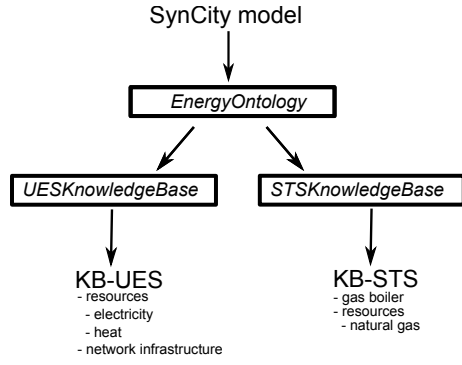 SynCity model
EnergyOntology
UESKnowledgeBase
STSKnowledgeBase
KB-UES
- resources
- electricity
- heat
- network infrastructure
KB-STS
- gas boiler
- resources
- natural gas